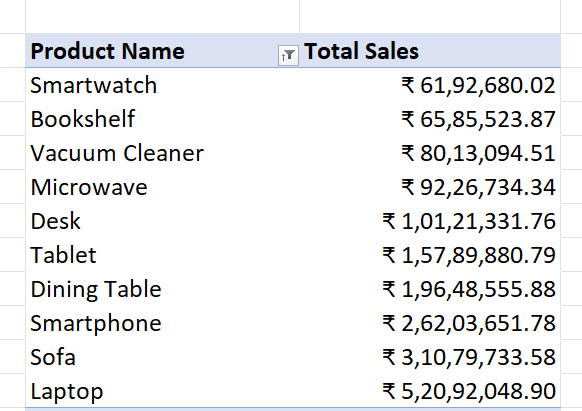 Product Name Total Sales
Smartwatch ₹ 61,92,680.02
Bookshelf ₹ 65,85,523.87
Vacuum Cleaner ₹ 80,13,094.51
Microwave ₹ 92,26,734.34
Desk ₹ 1,01,21,331.76
Tablet ₹ 1,57,89,880.79
Dining Table ₹ 1,96,48,555.88
Smartphone ₹ 2,62,03,651.78
Sofa ₹ 3,10,79,733.58
Laptop ₹ 5,20,92,048.90